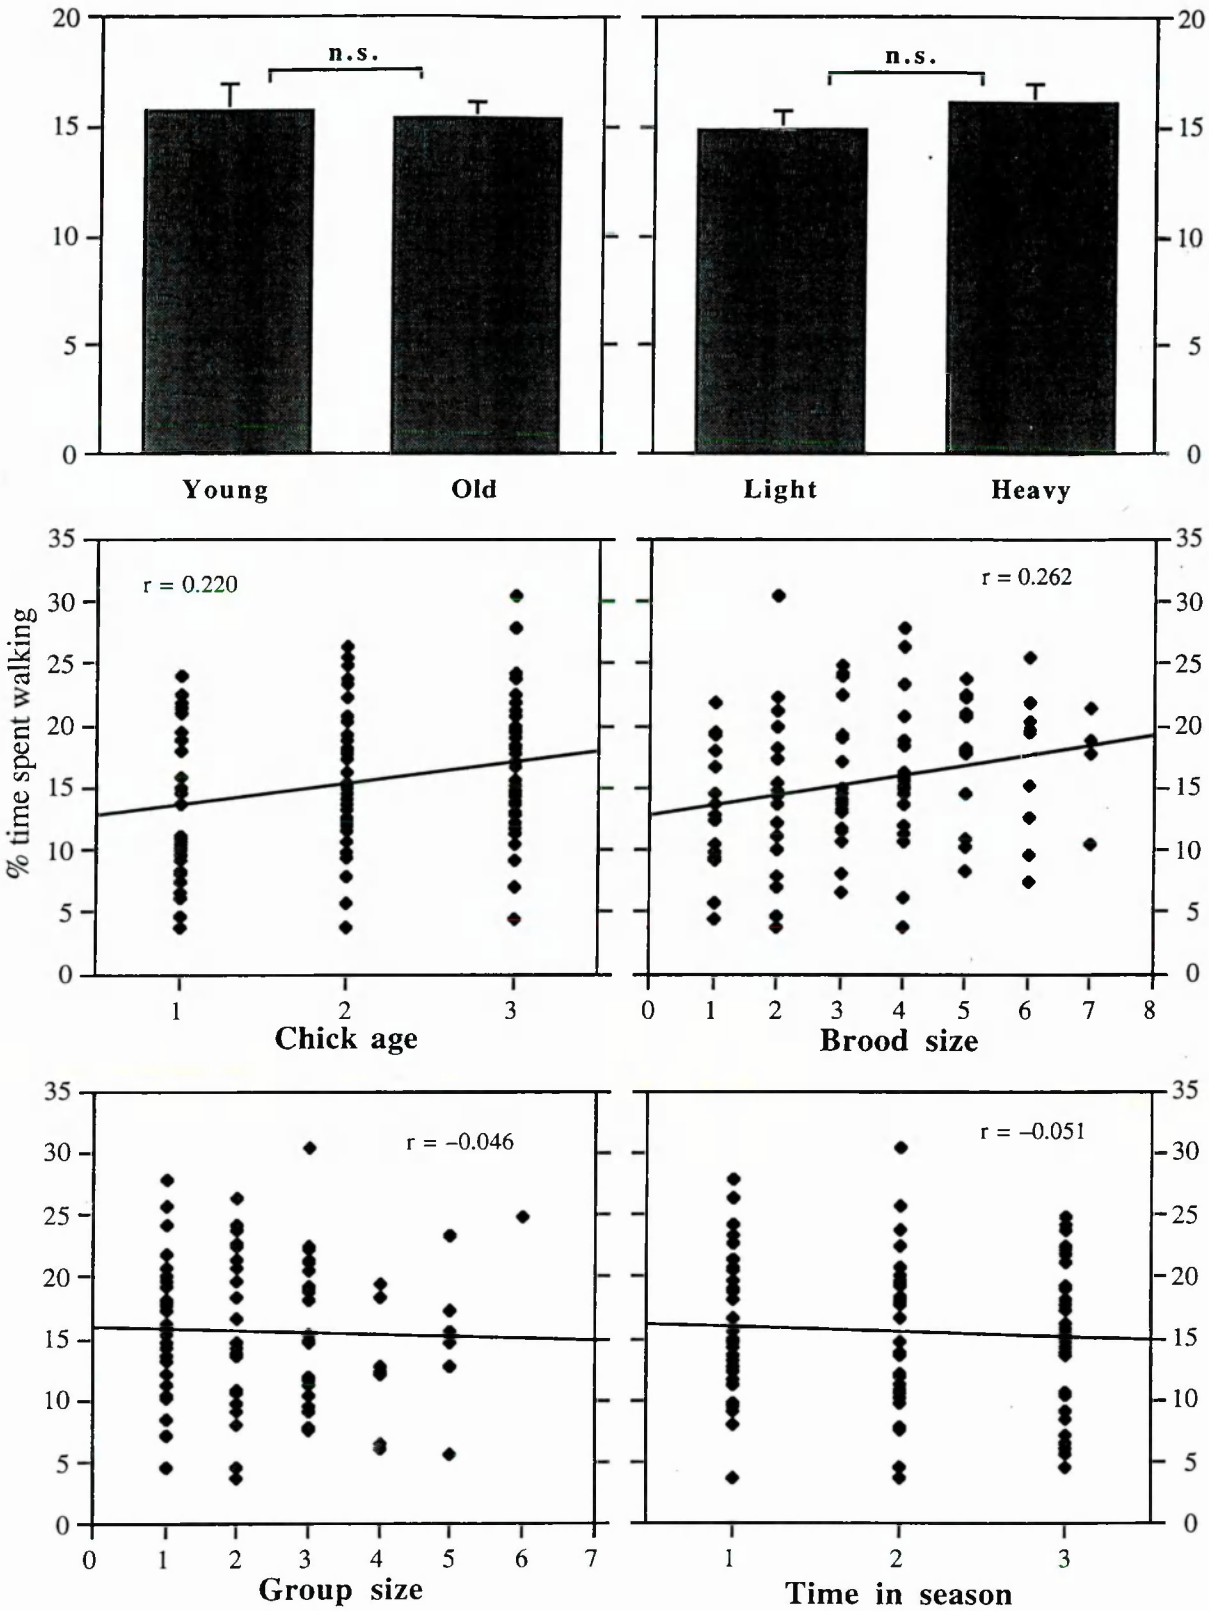 20
15
10
5
0
n.s.
Young Old
n.s.
Light Heavy
20
15
10
5
0
% time spent walking
35
30
25
20
15
10
5
0
r = 0.220
1 2 3
Chick age
r = 0.262
35
30
25
20
15
10
5
0
0 1 2 3 4 5 6 7 8
Brood size
35
30
25
20
15
10
5
0
r = –0.046
0 1 2 3 4 5 6 7
Group size
r = –0.051
35
30
25
20
15
10
5
0
1 2 3
Time in season